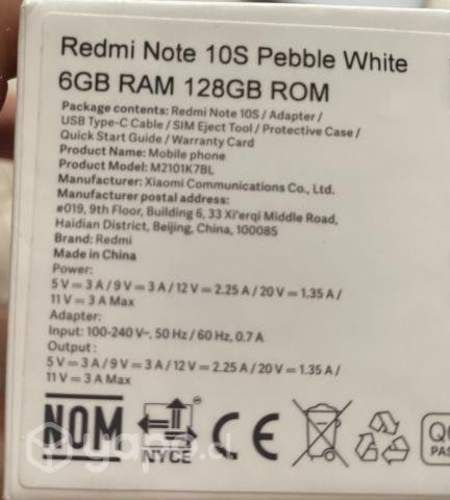 Redmi Note 10S Pebble White
6GB RAM 128GB ROM
Package contents: Redmi Note 10S / Adapter /
USB Type-C Cable / SIM Eject Tool / Protective Case /
Quick Start Guide / Warranty Card
Product Name: Mobile phone
Product Model: M2101K7BL
Manufacturer: Xiaomi Communications Co., Ltd.
Manufacturer postal address:
#019, 9th Floor, Building 6, 33 Xi'erqi Middle Road,
Haidian District, Beijing, China, 100085
Brand: Redmi
Made in China
Power:
5 V⎓3 A / 9 V⎓3 A / 12 V⎓2.25 A / 20 V⎓1.35 A /
11 V⎓3 A Max
Adapter:
Input: 100-240 V~, 50 Hz / 60 Hz, 0.7 A
Output:
5 V⎓3 A / 9 V⎓3 A / 12 V⎓2.25 A / 20 V⎓1.35 A /
11 V⎓3 A Max
NOM NYCE CE
PAS
yapo.cl